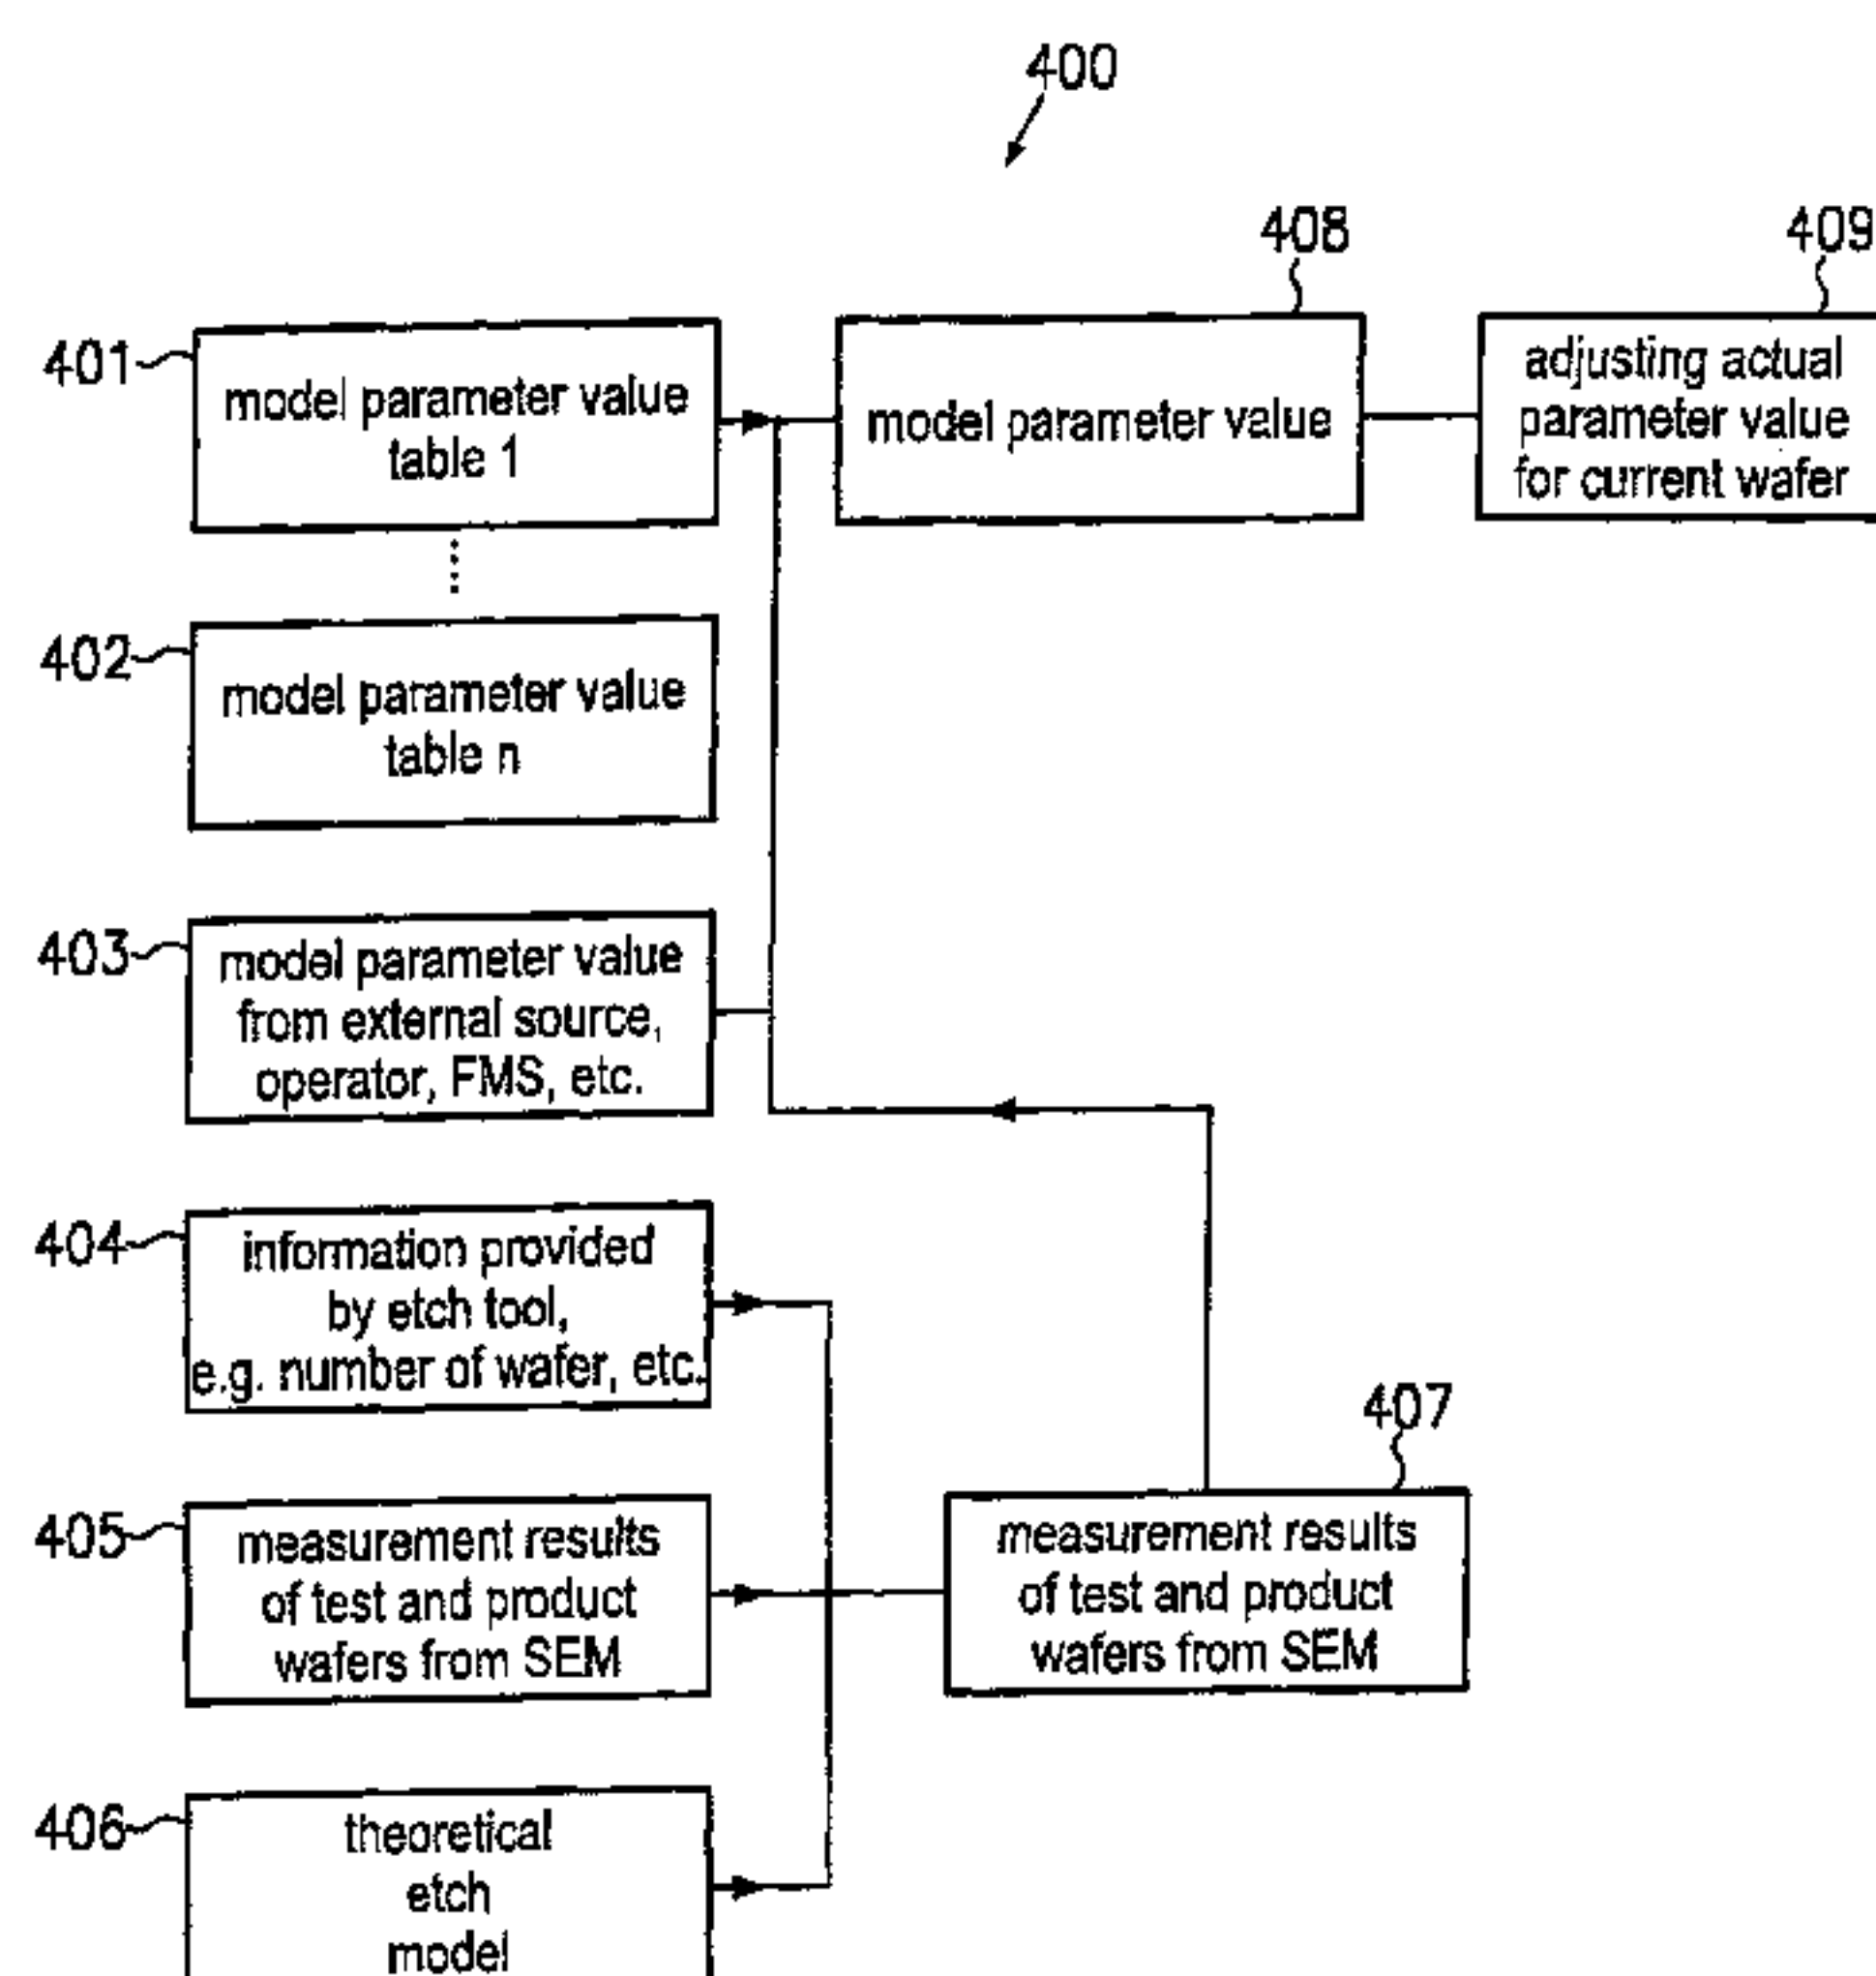 400
408
409
401
model parameter value
table 1
model parameter value
adjusting actual
parameter value
for current wafer
402
model parameter value
table n
403
model parameter value
from external source,
operator, FMS, etc.
404
information provided
by etch tool,
e.g. number of wafer, etc.
407
405
measurement results
of test and product
wafers from SEM
measurement results
of test and product
wafers from SEM
406
theoretical
etch
model